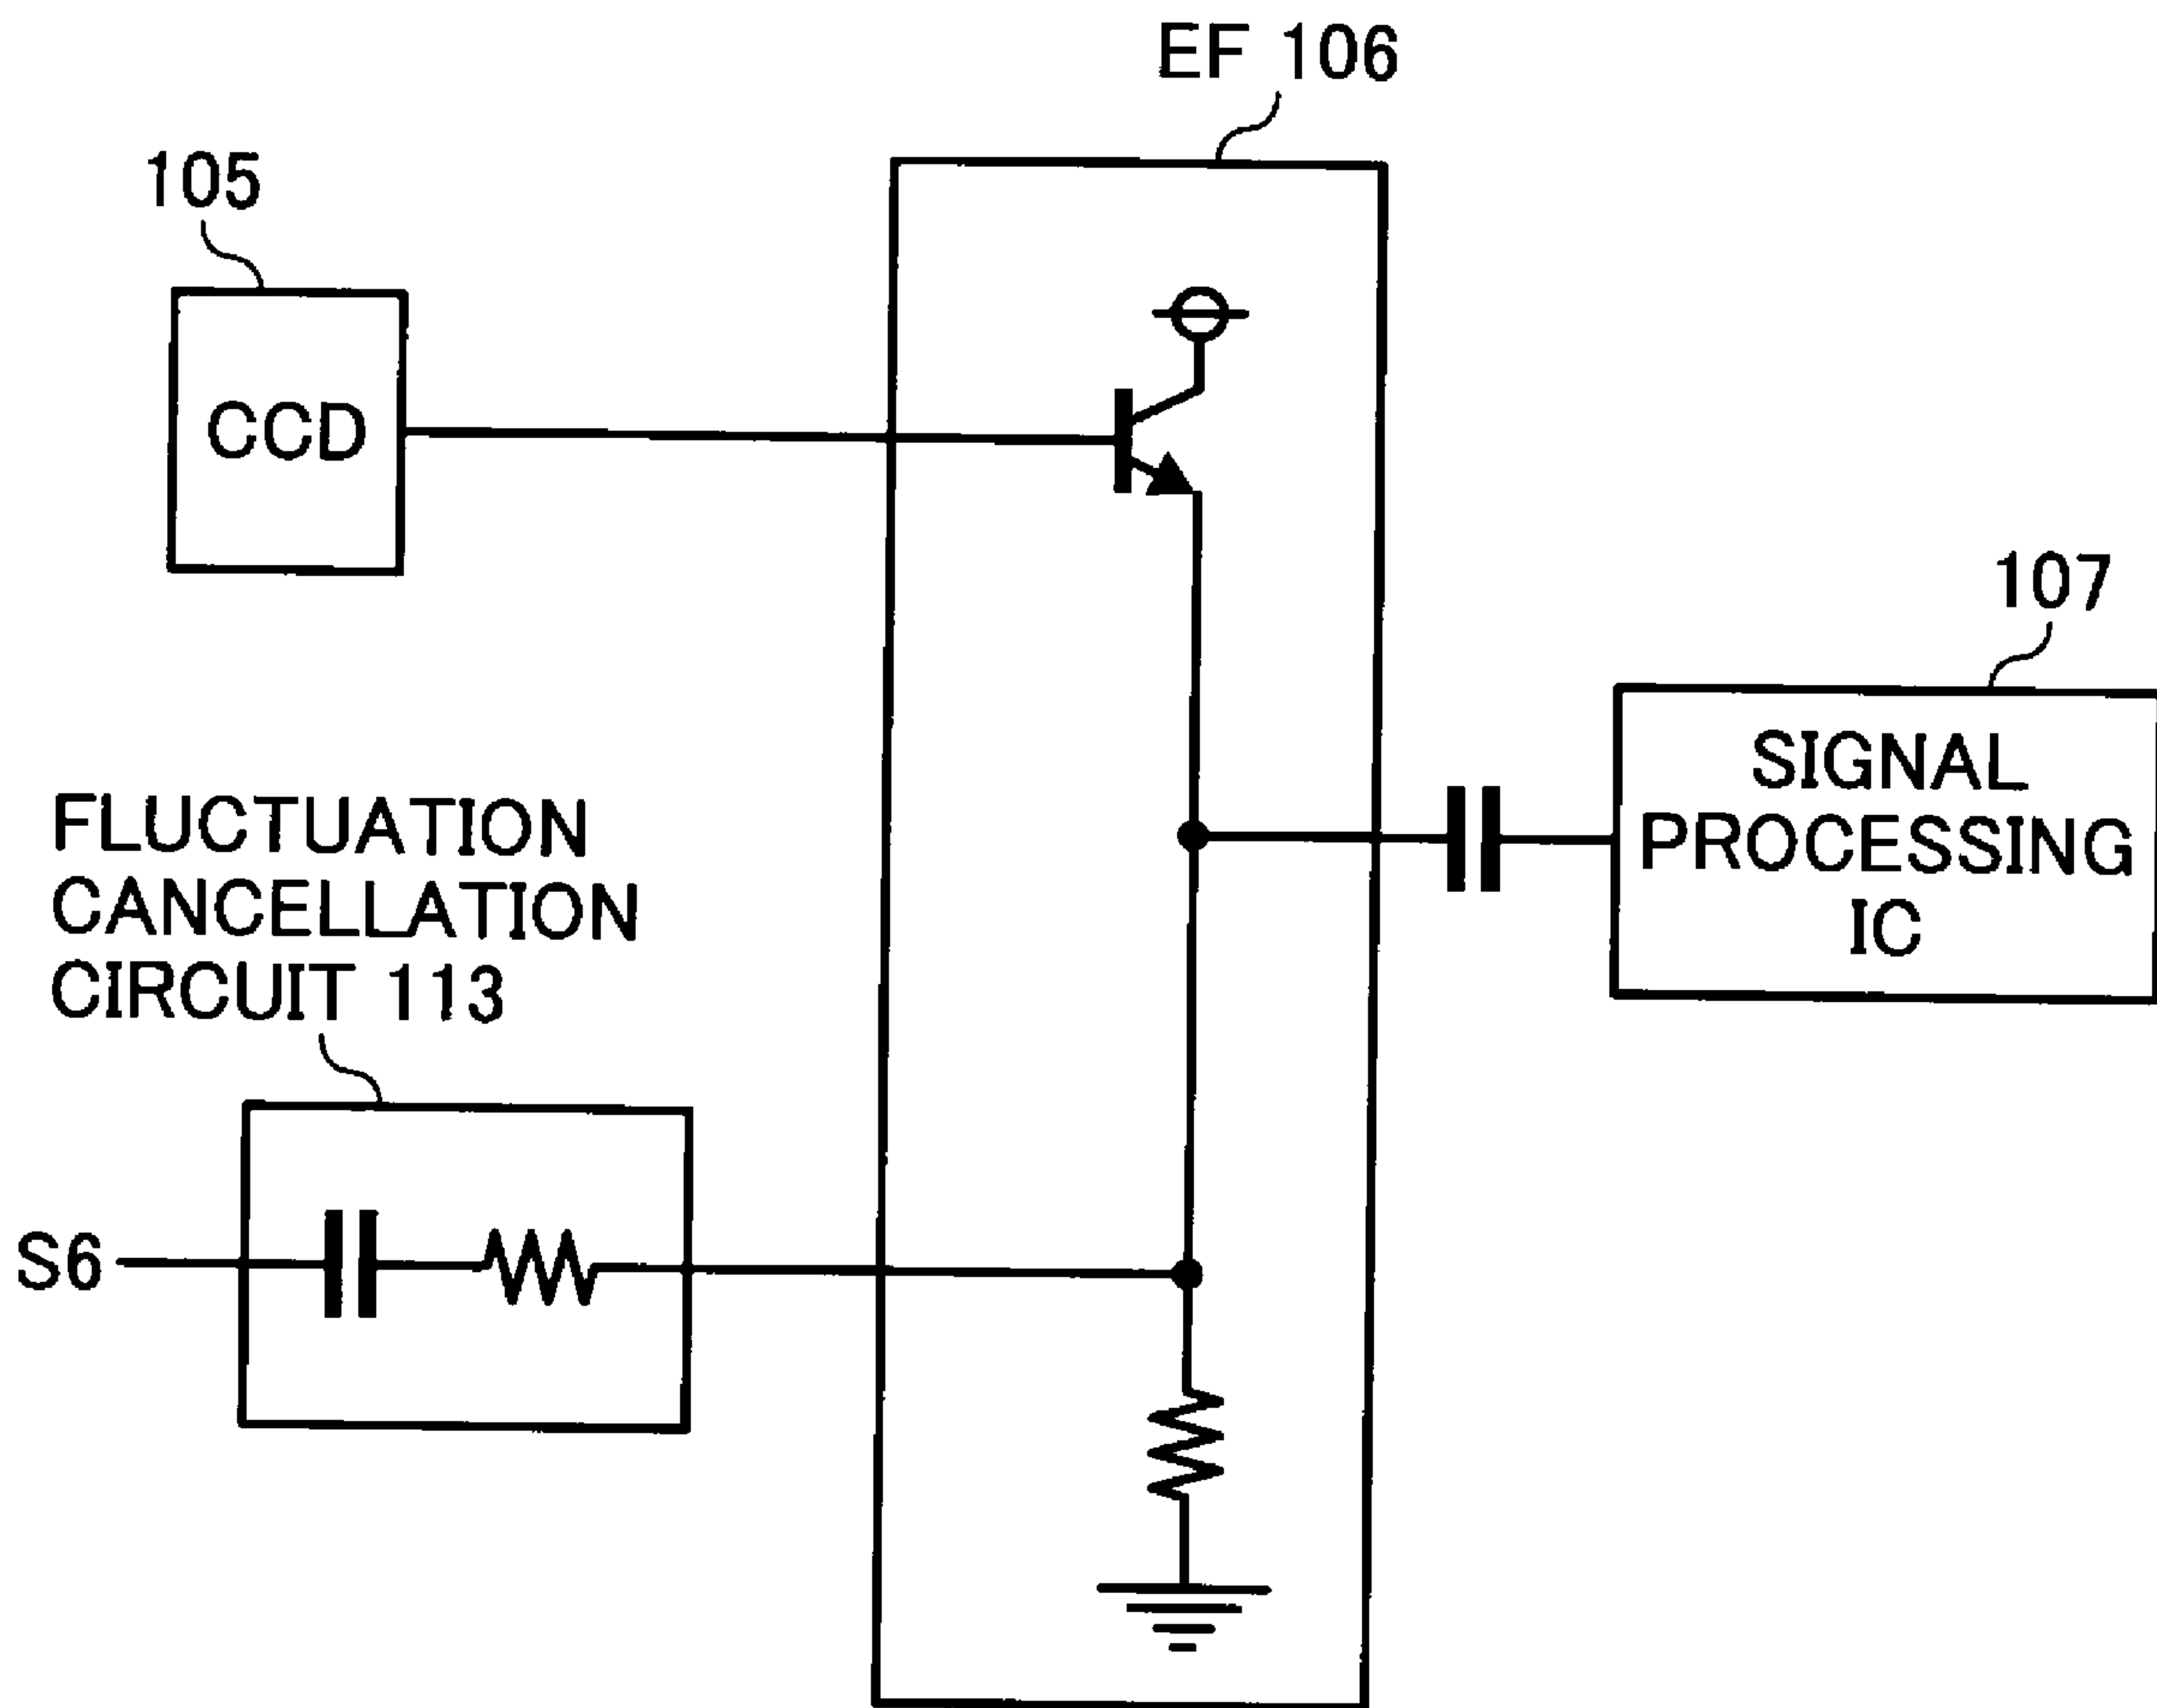 EF 106
105
CCD
107
SIGNAL
PROCESSING
IC
FLUCTUATION
CANCELLATION
CIRCUIT 113
S6